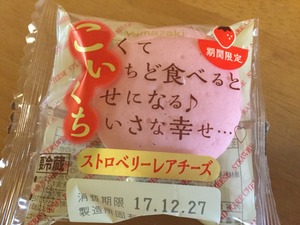 Yamazaki
期間限定
こくて
いちど食べると
くせになる♪
ちいさな幸せ…
冷蔵
ストロベリーレアチーズ
消費期限 17.12.27
製造所固